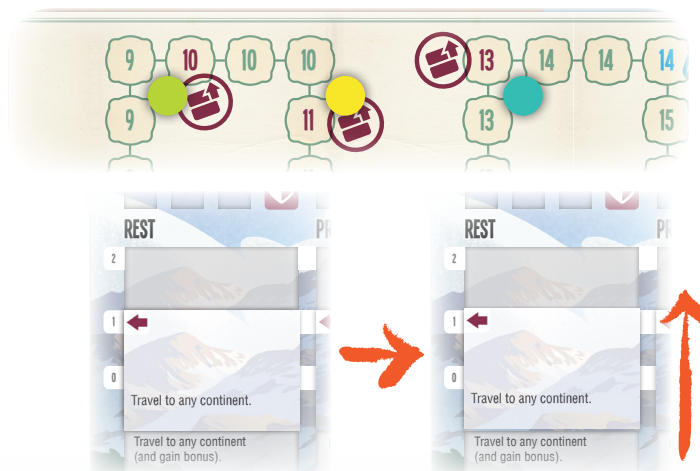 9 10 10 10 13 14 14 14
9 11 13 15
REST PR REST PR
2 2
1 1
0 0
Travel to any continent. Travel to any continent.
Travel to any continent Travel to any continent
(and gain bonus). (and gain bonus).